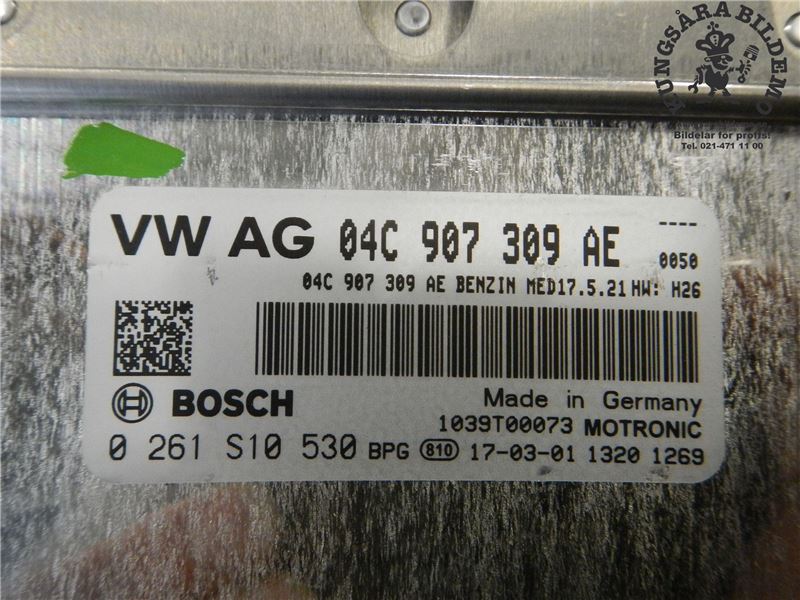 KUNGSÅRA BILDEMO
Bildelar for proffs!
Tel. 021-471 11 00
VW AG 04C 907 309 AE ----
0050
04C 907 309 AE BENZIN MED17.5.21 HW: H26
BOSCH Made in Germany
1039T00073 MOTRONIC
0 261 S10 530 BPG 810 17-03-01 1320 1269